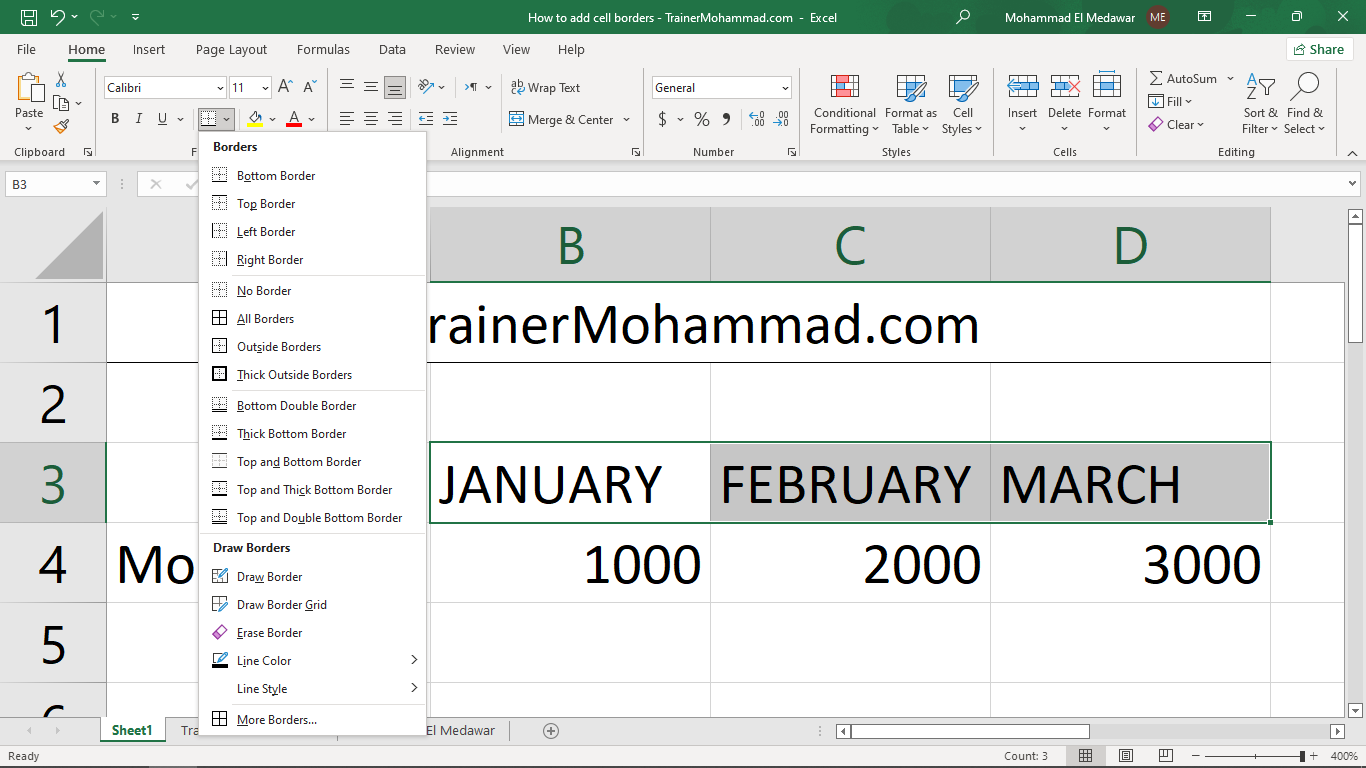 How to add cell borders - TrainerMohammad.com - Excel
Mohammad El Medawar ME
File Home Insert Page Layout Formulas Data Review View Help Share
Calibri 11 Wrap Text General AutoSum
Paste B I U Merge & Center $ % Conditional Formatting Format as Table Cell Styles Insert Delete Format Fill Clear Sort & Filter Find & Select
Clipboard Alignment Number Styles Cells Editing
B3
Borders
Bottom Border
Top Border
Left Border
Right Border
No Border
All Borders
Outside Borders
Thick Outside Borders
Bottom Double Border
Thick Bottom Border
Top and Bottom Border
Top and Thick Bottom Border
Top and Double Bottom Border
Draw Borders
Draw Border
Draw Border Grid
Erase Border
Line Color
Line Style
More Borders...
B C D
1 rainerMohammad.com
2
3 JANUARY FEBRUARY MARCH
4 Mo 1000 2000 3000
5
6
Sheet1 Tra El Medawar
Ready Count: 3 400%